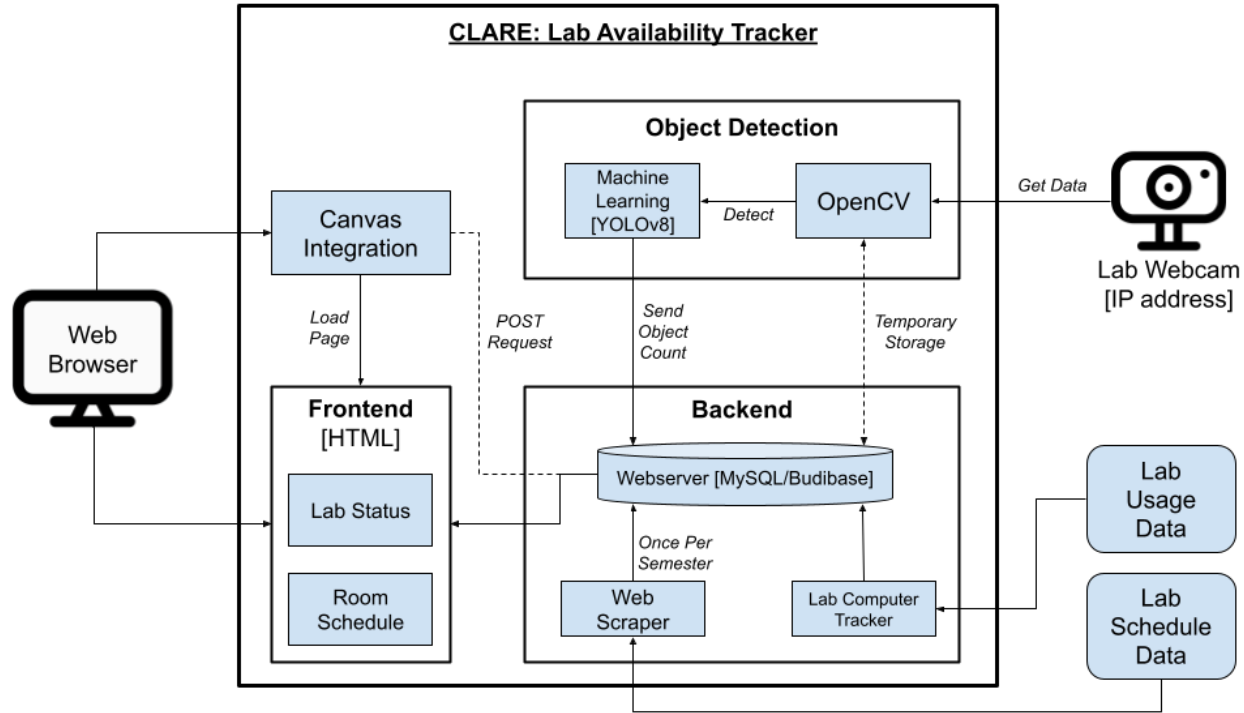 CLARE: Lab Availability Tracker
Object Detection
Machine
Learning
[YOLOv8]
Detect
OpenCV
Get Data
Lab Webcam
[IP address]
Canvas
Integration
Web
Browser
Load
Page
POST
Request
Send
Object
Count
Temporary
Storage
Frontend
[HTML]
Lab Status
Room
Schedule
Backend
Webserver [MySQL/Budibase]
Once Per
Semester
Web
Scraper
Lab Computer
Tracker
Lab
Usage
Data
Lab
Schedule
Data